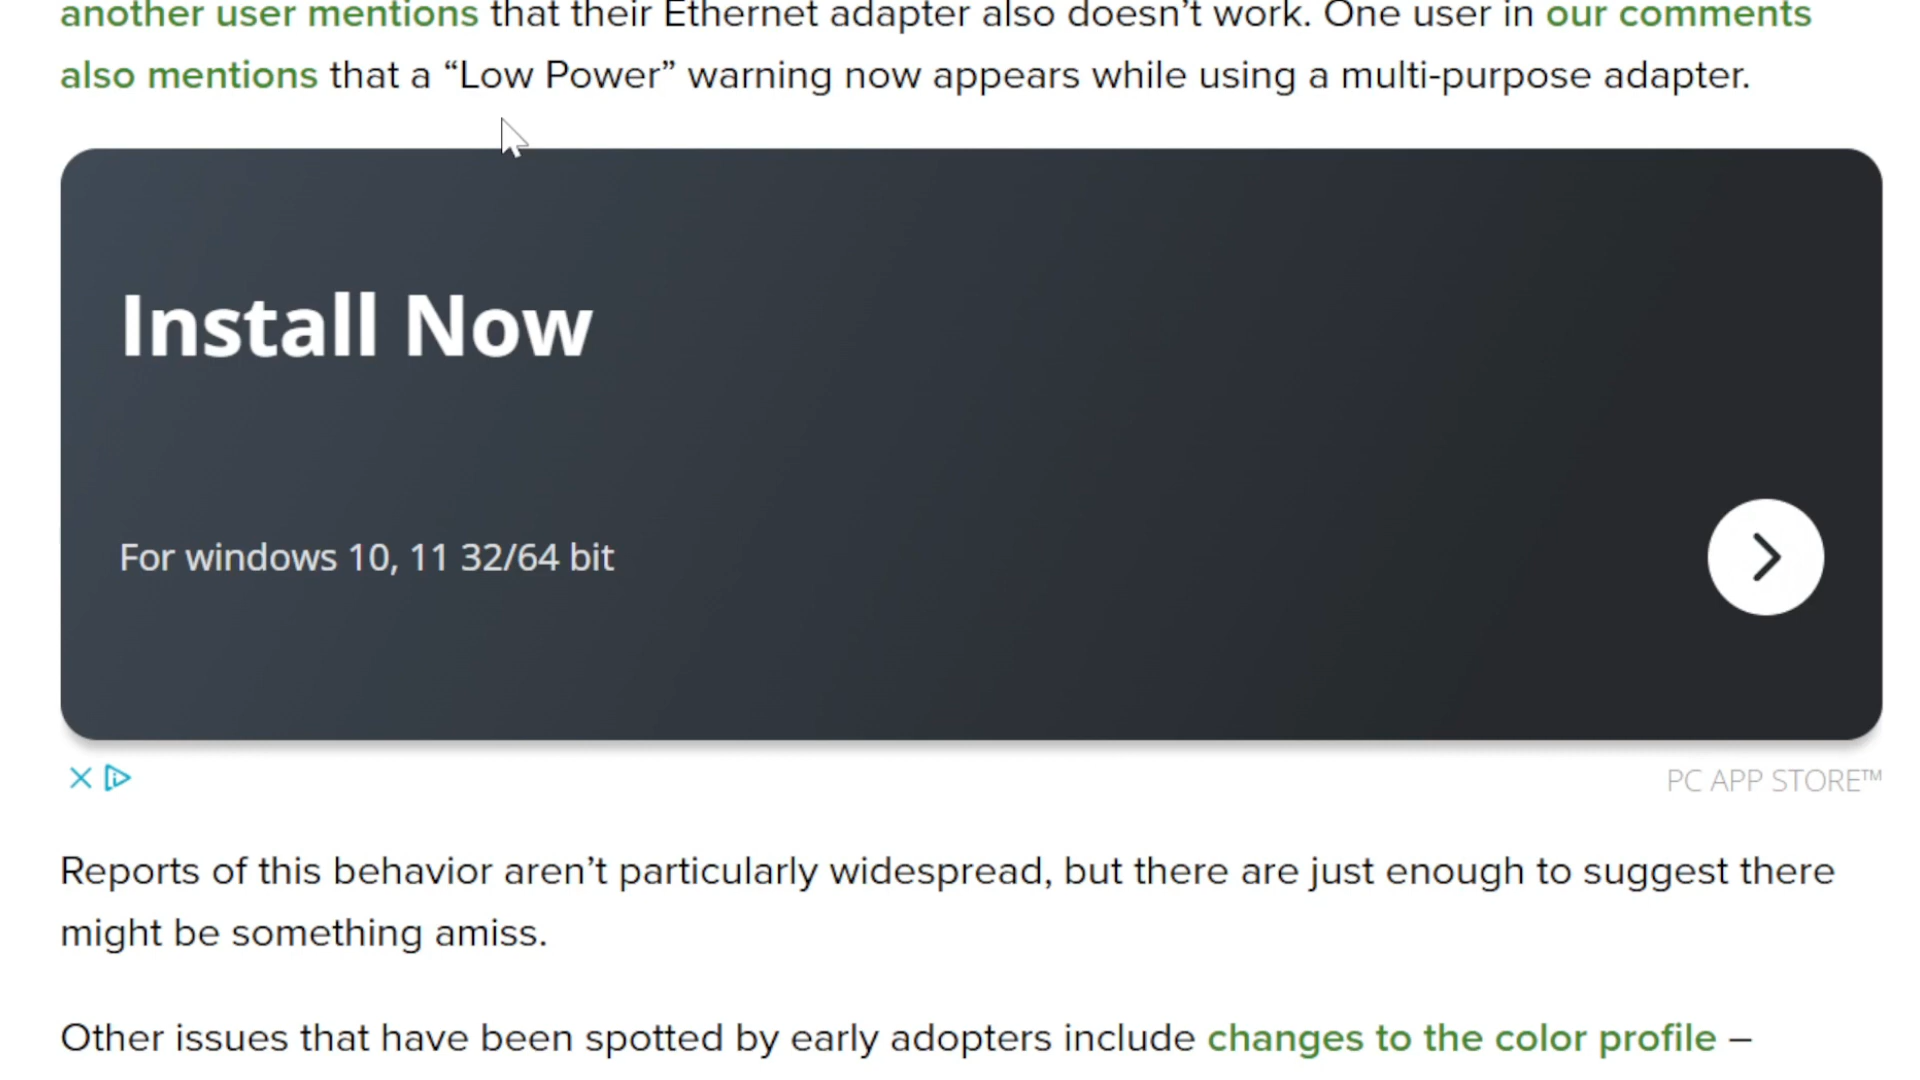 another user mentions that their Ethernet adapter also doesn’t work. One user in our comments
also mentions that a “Low Power” warning now appears while using a multi-purpose adapter.
Install Now
For windows 10, 11 32/64 bit
PC APP STORE™
Reports of this behavior aren’t particularly widespread, but there are just enough to suggest there
might be something amiss.
Other issues that have been spotted by early adopters include changes to the color profile –